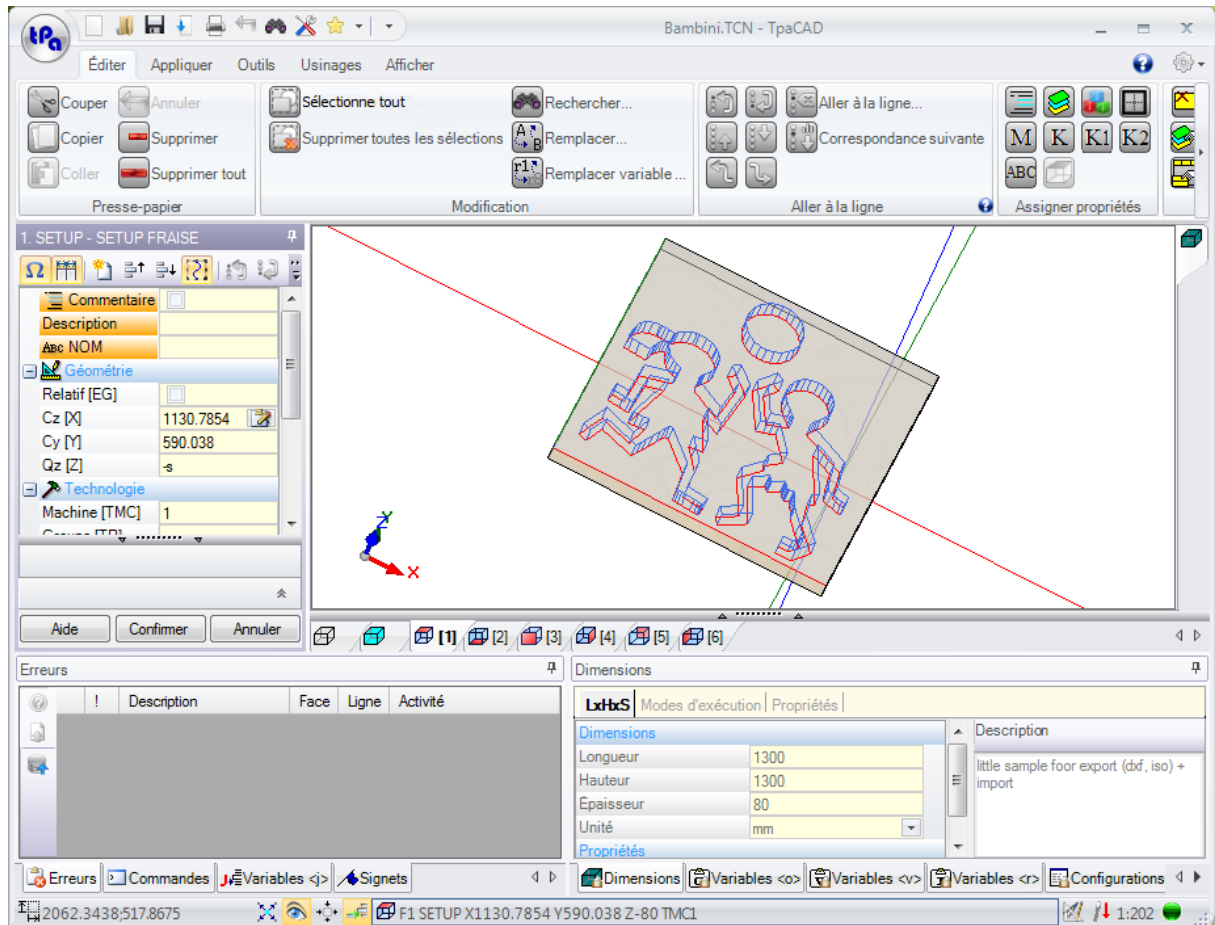 tPa
Bambini.TCN - TpaCAD
Éditer Appliquer Outils Usinages Afficher
Couper Annuler
Copier Supprimer
Coller Supprimer tout
Presse-papier
Sélectionne tout
Supprimer toutes les sélections
Rechercher...
Remplacer...
Remplacer variable ...
Modification
Aller à la ligne...
Correspondance suivante
Aller à la ligne
M K K1 K2
ABC
Assigner propriétés
1. SETUP - SETUP FRAISE
Commentaire
Description
ABC NOM
Géométrie
Relatif [EG]
Cz [X] 1130.7854
Cy [Y] 590.038
Qz [Z] -s
Technologie
Machine [TMC] 1
Aide Confirmer Annuler
Z Y
X
[1] [2] [3] [4] [5] [6]
Erreurs
! Description Face Ligne Activité
Erreurs Commandes Variables <j> Signets
Dimensions
LxHxS Modes d'exécution Propriétés
Dimensions
Longueur 1300
Hauteur 1300
Épaisseur 80
Unité mm
Propriétés
Description
little sample foor export (dxf, iso) +
import
Dimensions Variables <o> Variables <v> Variables <r> Configurations
2062.3438;517.8675
F1 SETUP X1130.7854 Y590.038 Z-80 TMC1
1:202